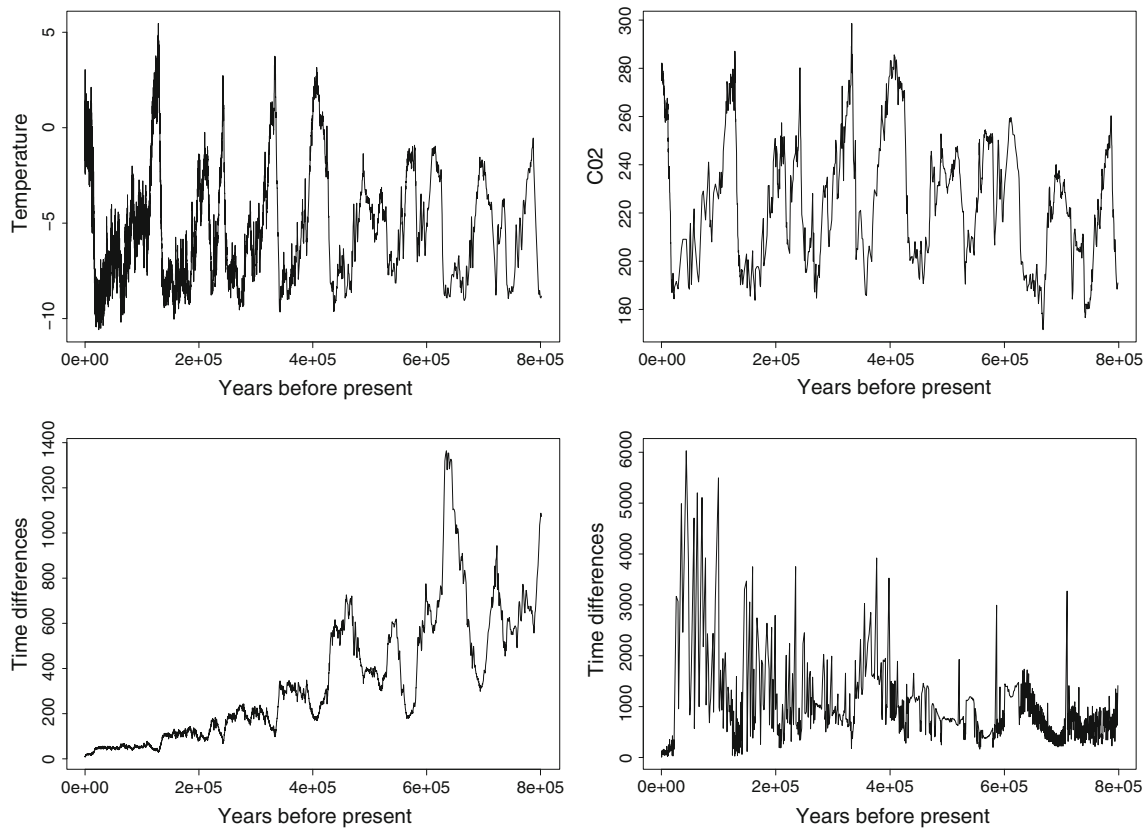 Temperature
5
0
−5
−10
0e+00 2e+05 4e+05 6e+05 8e+05
Years before present
C02
300
280
260
240
220
200
180
0e+00 2e+05 4e+05 6e+05 8e+05
Years before present
Time differences
1400
1200
1000
800
600
400
200
0
0e+00 2e+05 4e+05 6e+05 8e+05
Years before present
Time differences
6000
5000
4000
3000
2000
1000
0
0e+00 2e+05 4e+05 6e+05 8e+05
Years before present